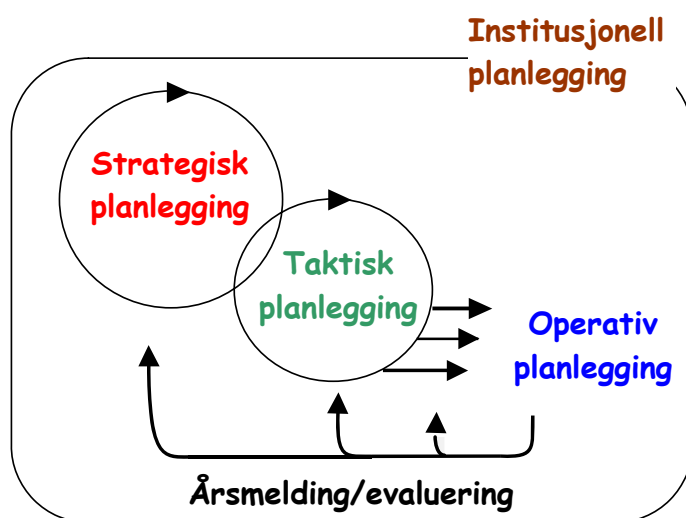 Institusjonell
planlegging
Strategisk
planlegging
Taktisk
planlegging
Operativ
planlegging
Årsmelding/evaluering